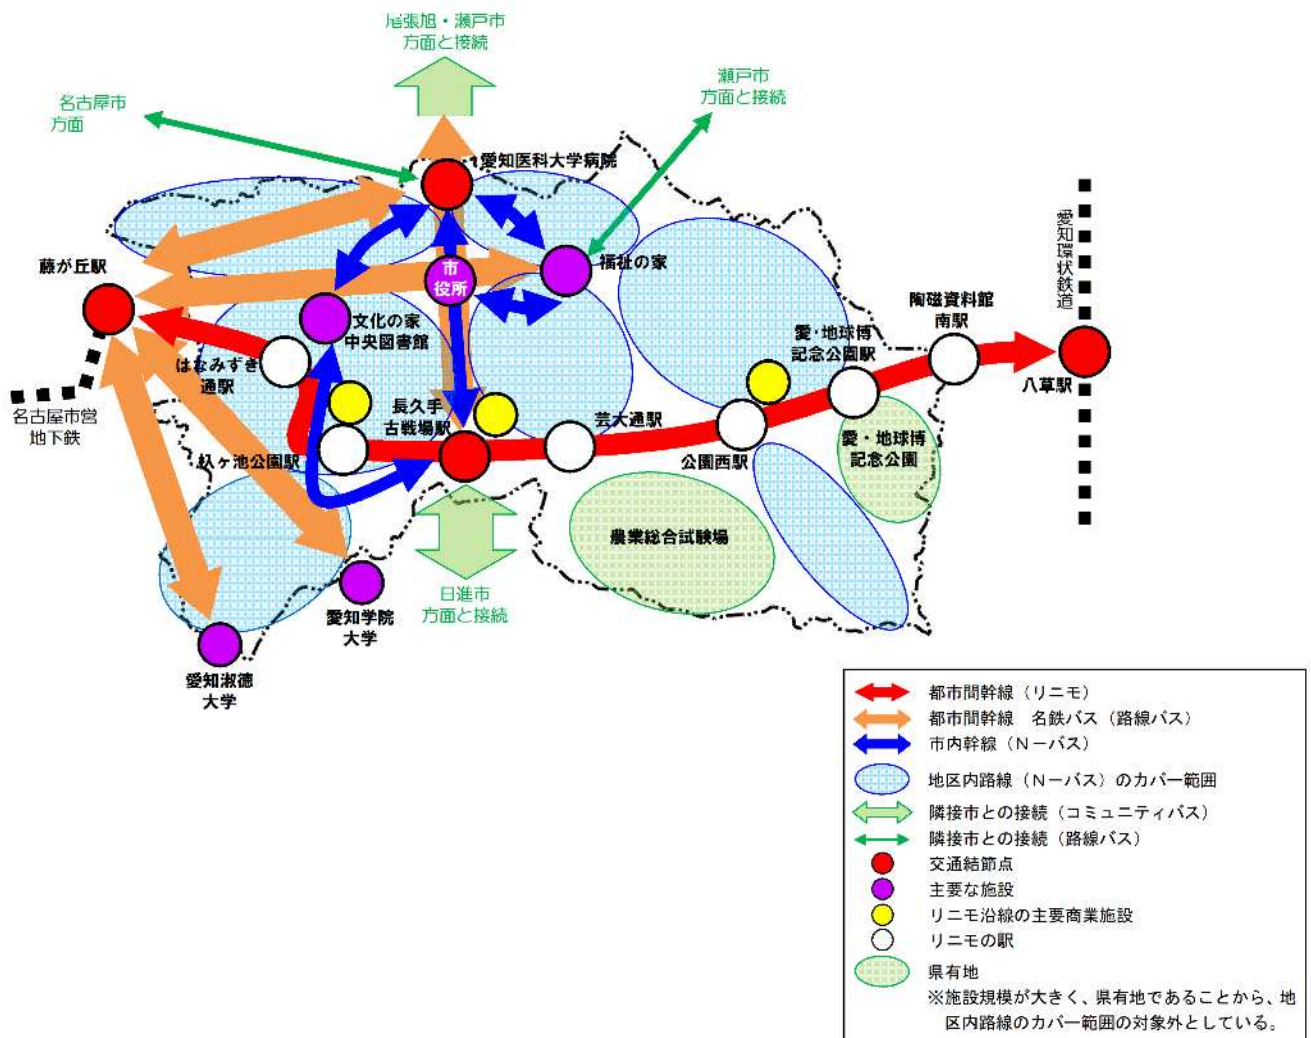 尾張旭・瀬戸市
方面と接続
瀬戸市
方面と接続
名古屋市
方面
愛知医科大学病院
愛知環状鉄道
藤が丘駅
市
役所
福祉の家
陶磁資料館
南駅
文化の家
中央図書館
愛・地球博
記念公園駅
はなみずき
通駅
八草駅
名古屋市営
地下鉄
長久手
古戦場駅
芸大通駅
杁ヶ池公園駅
公園西駅
愛・地球博
記念公園
農業総合試験場
日進市
方面と接続
愛知学院
大学
愛知淑徳
大学
都市間幹線（リニモ）
都市間幹線　名鉄バス（路線バス）
市内幹線（N－バス）
地区内路線（N－バス）のカバー範囲
隣接市との接続（コミュニティバス）
隣接市との接続（路線バス）
交通結節点
主要な施設
リニモ沿線の主要商業施設
リニモの駅
県有地
※施設規模が大きく、県有地であることから、地
区内路線のカバー範囲の対象外としている。